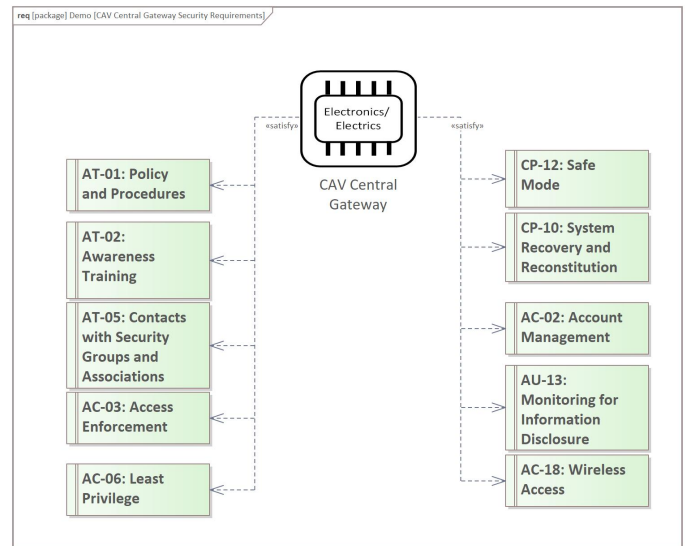 req [package] Demo [CAV Central Gateway Security Requirements]
Electronics/
Electrics
«satisfy»
«satisfy»
CAV Central
Gateway
AT-01: Policy
and Procedures
AT-02:
Awareness
Training
AT-05: Contacts
with Security
Groups and
Associations
AC-03: Access
Enforcement
AC-06: Least
Privilege
CP-12: Safe
Mode
CP-10: System
Recovery and
Reconstitution
AC-02: Account
Management
AU-13:
Monitoring for
Information
Disclosure
AC-18: Wireless
Access